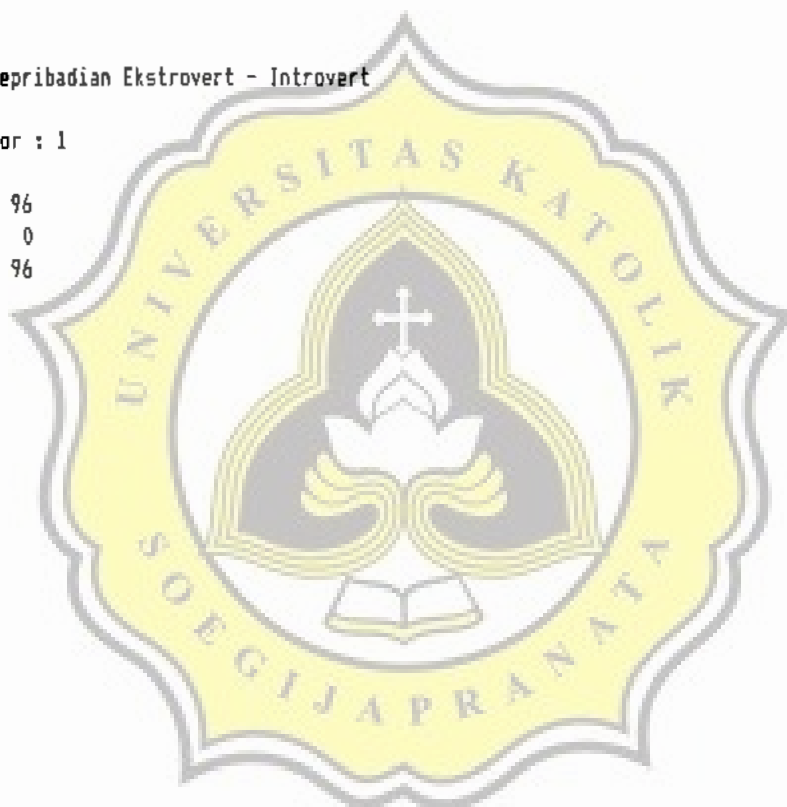 epribadian Ekstrovert - Introvert
or : 1
96
0
96
UNIVERSITAS KATOLIK
SOEGIJAPRANATA